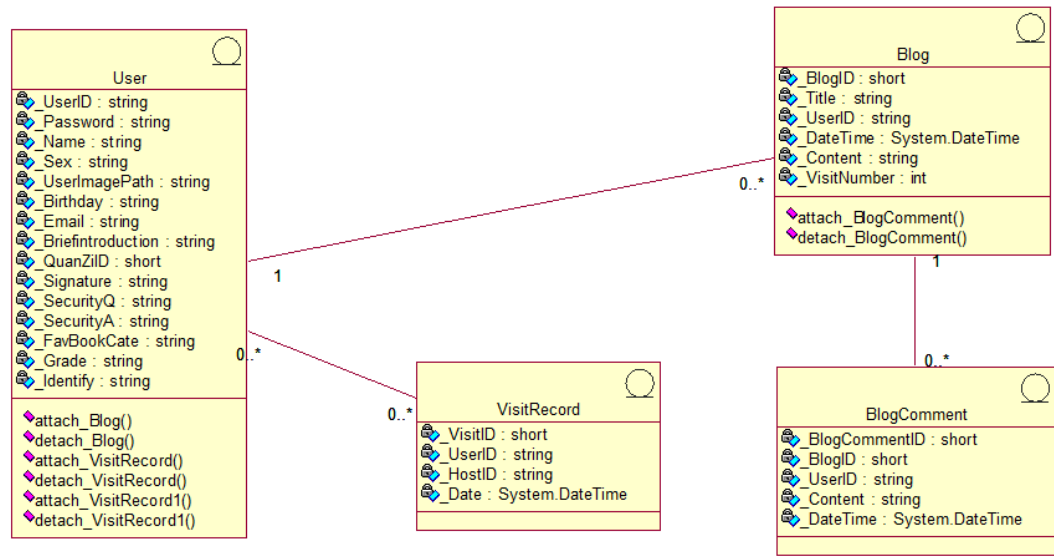 User
_UserID : string
_Password : string
_Name : string
_Sex : string
_UserImagePath : string
_Birthday : string
_Email : string
_Briefintroduction : string
_QuanZiID : short
_Signature : string
_SecurityQ : string
_SecurityA : string
_FavBookCate : string
_Grade : string
_Identify : string
attach_Blog()
detach_Blog()
attach_VisitRecord()
detach_VisitRecord()
attach_VisitRecord1()
detach_VisitRecord1()
1
0..*
0..*
0..*
VisitRecord
_VisitID : short
_UserID : string
_HostID : string
_Date : System.DateTime
Blog
_BlogID : short
_Title : string
_UserID : string
_DateTime : System.DateTime
_Content : string
_VisitNumber : int
attach_BlogComment()
detach_BlogComment()
1
0..*
BlogComment
_BlogCommentID : short
_BlogID : short
_UserID : string
_Content : string
_DateTime : System.DateTime